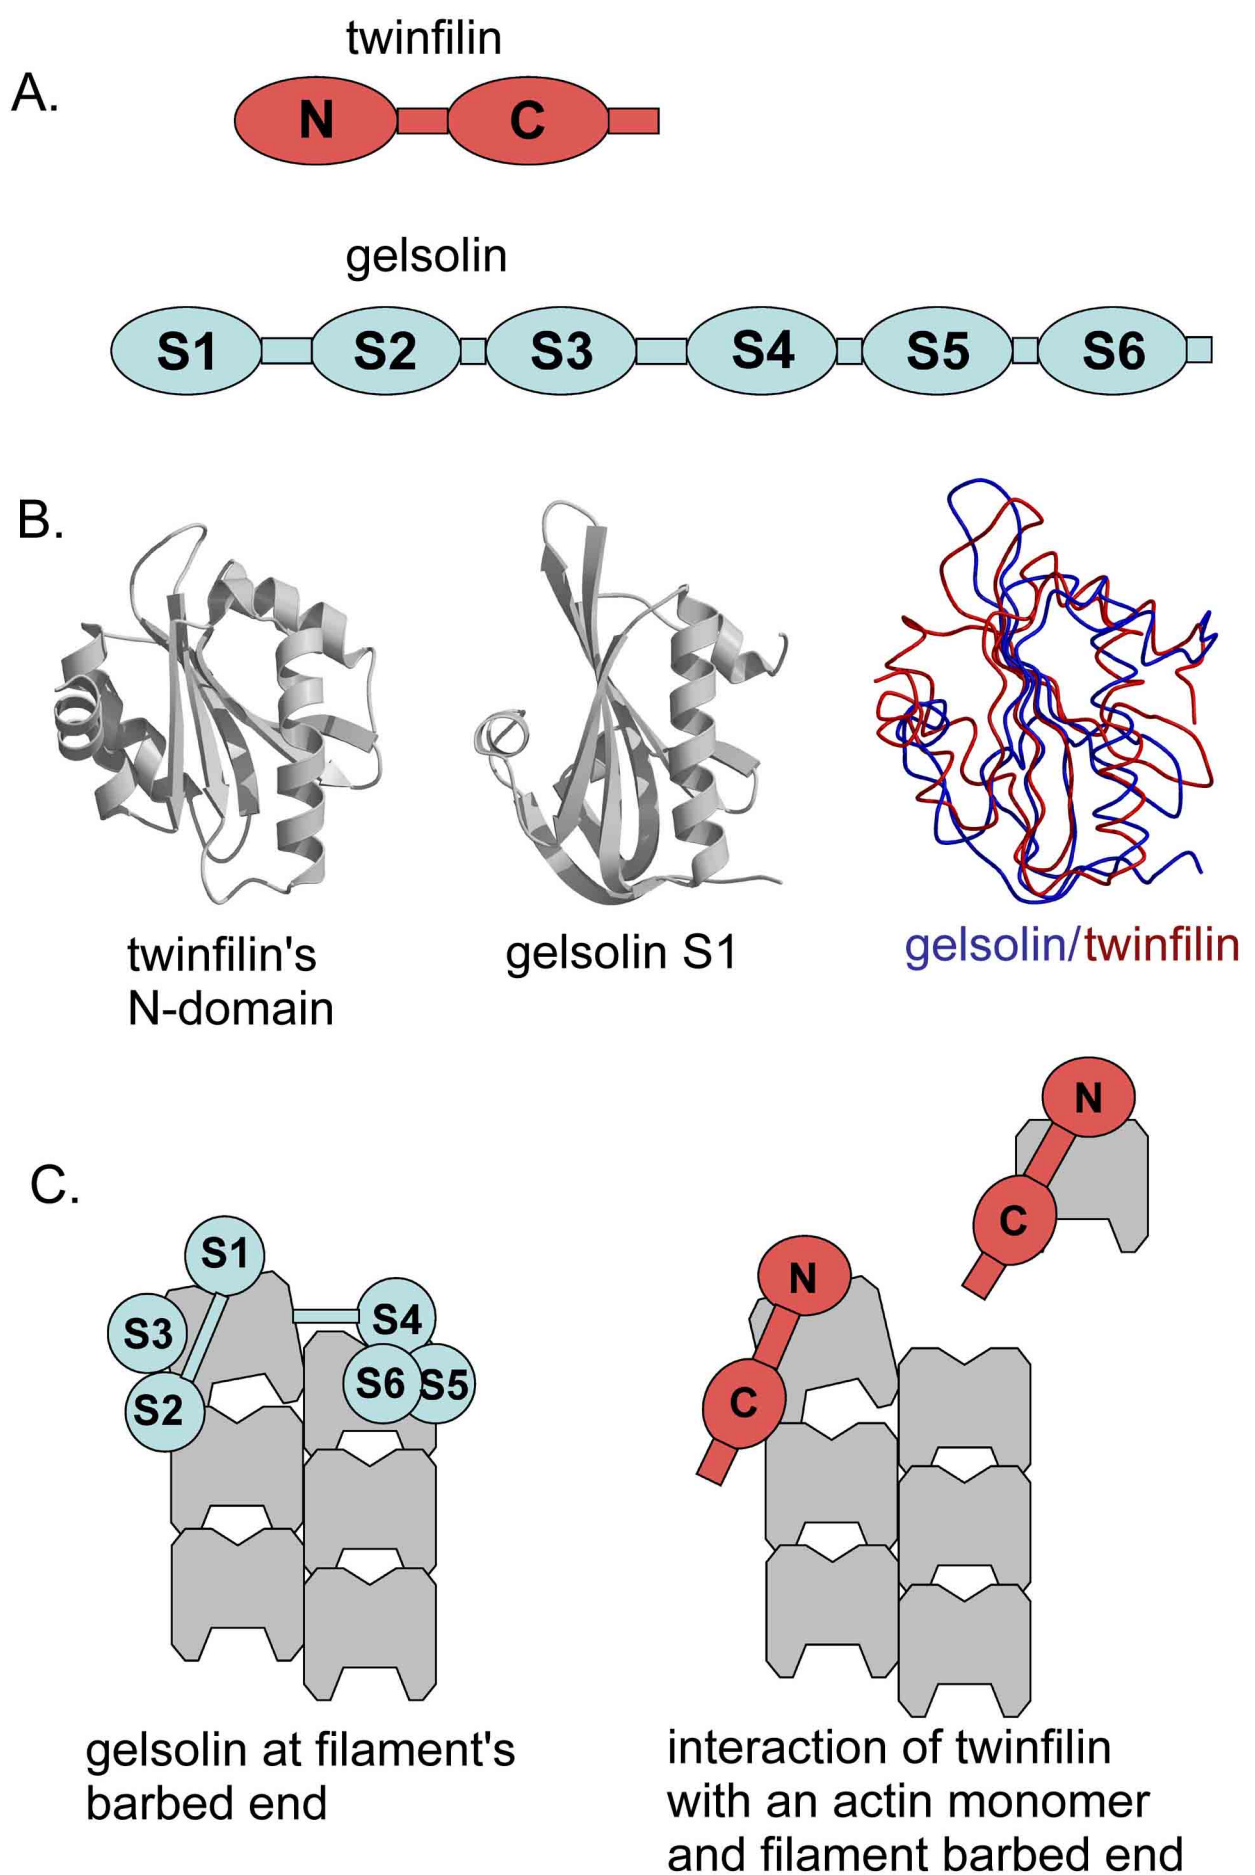 twinfilin
A.
N C
gelsolin
S1 S2 S3 S4 S5 S6
B.
twinfilin's
N-domain
gelsolin S1
gelsolin/twinfilin
C.
S1
S3
S2
S4
S6 S5
N
C
N
C
gelsolin at filament's
barbed end
interaction of twinfilin
with an actin monomer
and filament barbed end